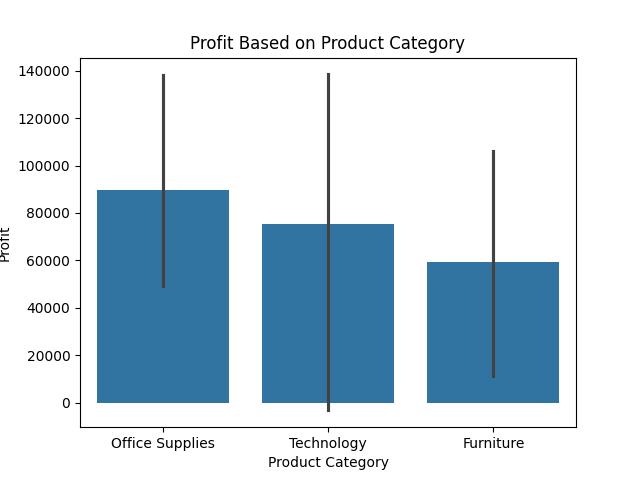 Profit Based on Product Category
140000
120000
100000
80000
60000
40000
20000
0
Profit
Office Supplies
Technology
Furniture
Product Category